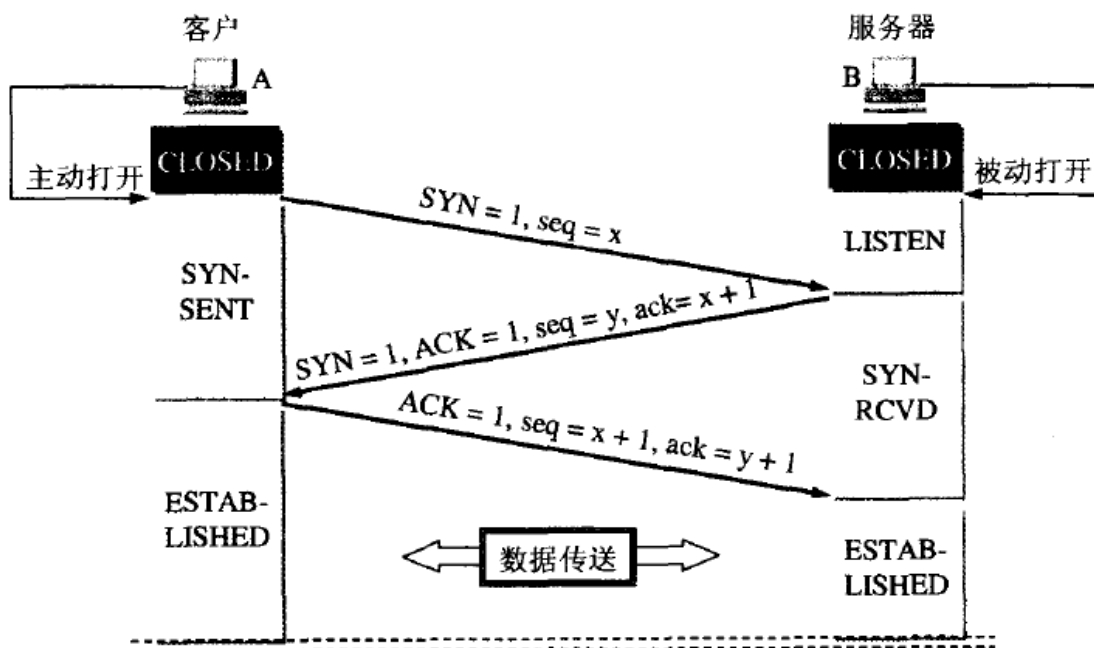 客户
服务器
A
B
CLOSED
CLOSED
主动打开
被动打开
SYN = 1, seq = x
LISTEN
SYN-
SENT
SYN = 1, ACK = 1, seq = y, ack= x + 1
SYN-
RCVD
ACK = 1, seq = x + 1, ack = y + 1
ESTAB-
LISHED
数据传送
ESTAB-
LISHED